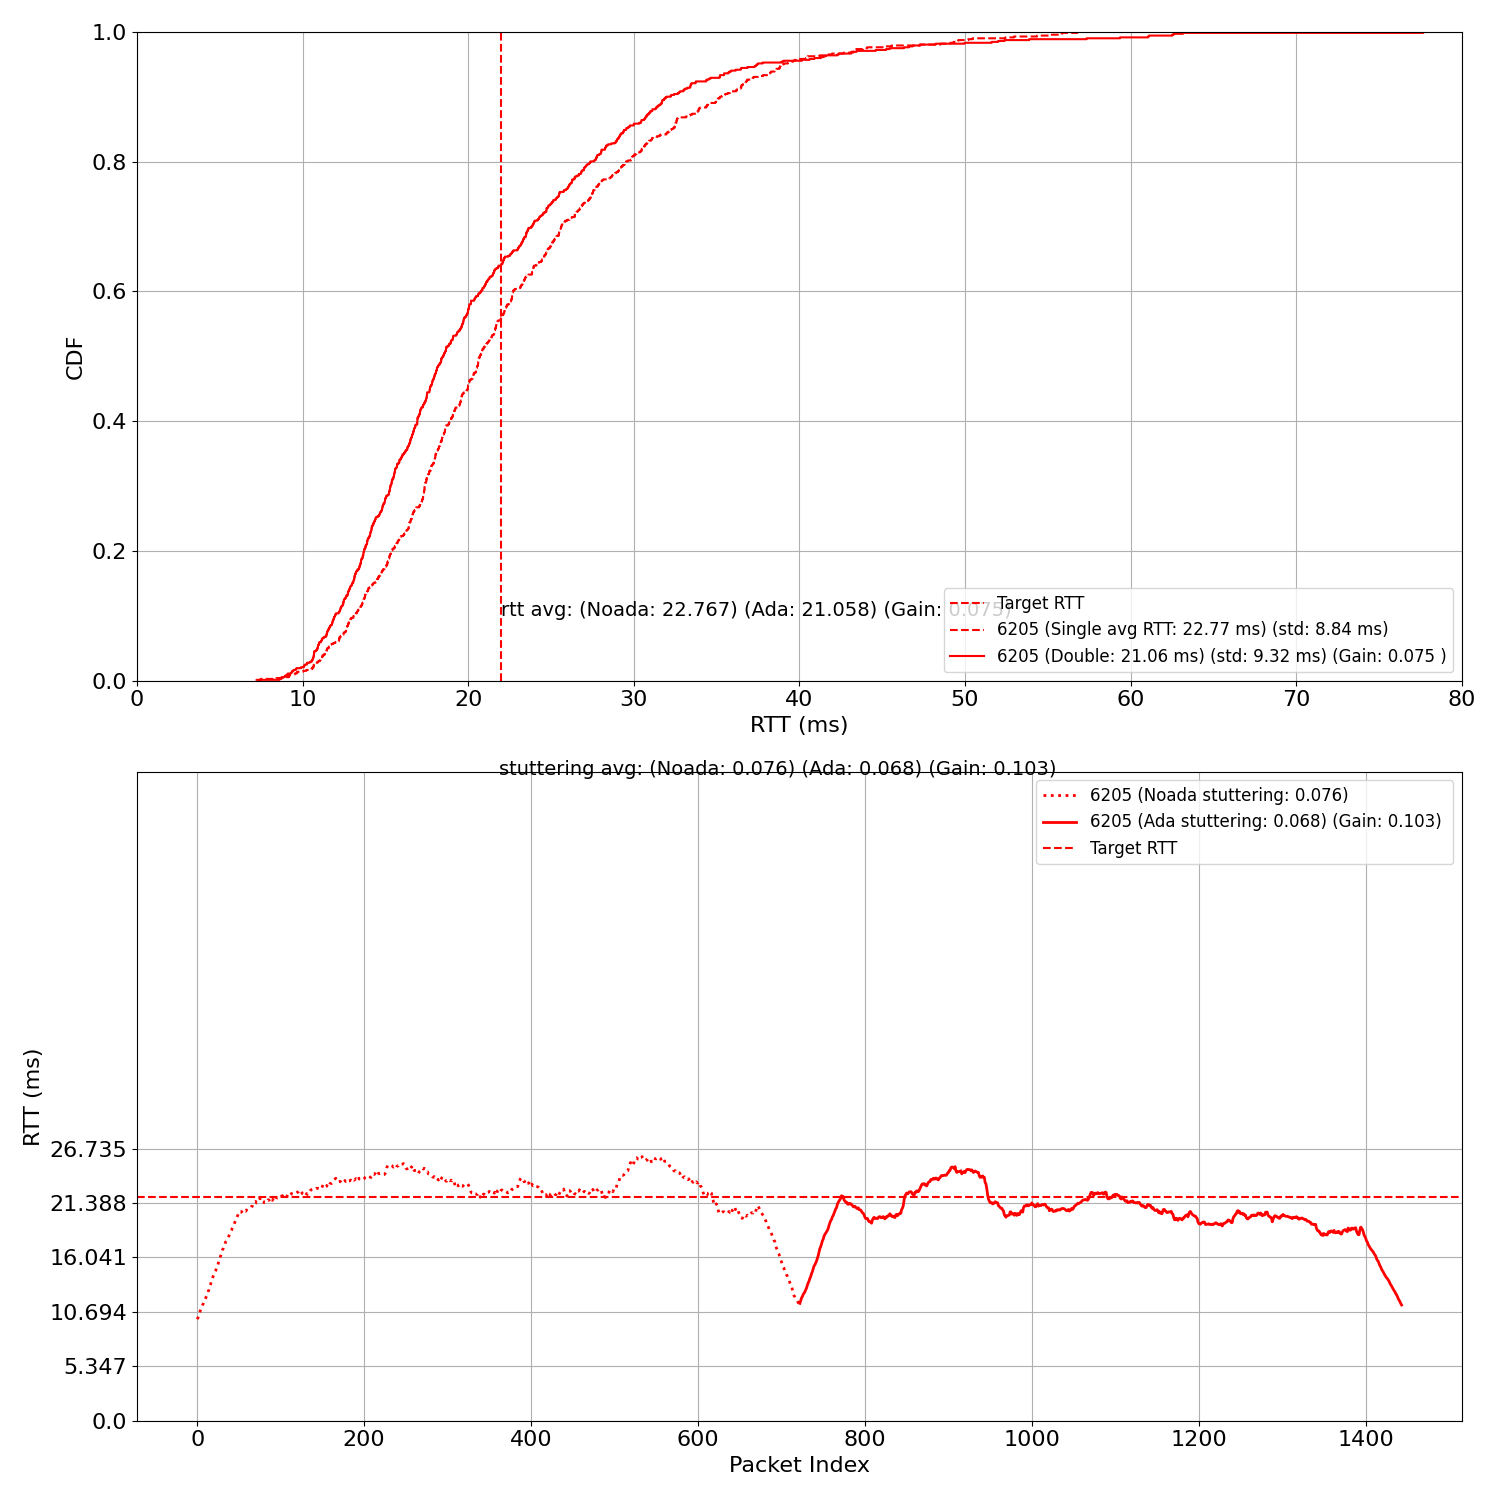 1.0
0.8
0.6
0.4
0.2
0.0
CDF
rtt avg: (Noada: 22.767) (Ada: 21.058) (Gain: 0.075)
Target RTT
6205 (Single avg RTT: 22.77 ms) (std: 8.84 ms)
6205 (Double: 21.06 ms) (std: 9.32 ms) (Gain: 0.075 )
0 10 20 30 40 50 60 70 80
RTT (ms)
stuttering avg: (Noada: 0.076) (Ada: 0.068) (Gain: 0.103)
6205 (Noada stuttering: 0.076)
6205 (Ada stuttering: 0.068) (Gain: 0.103)
Target RTT
RTT (ms)
26.735
21.388
16.041
10.694
5.347
0.0
0 200 400 600 800 1000 1200 1400
Packet Index